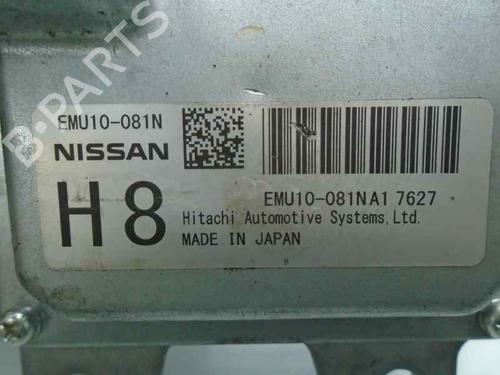 B-PARTS
EMU10-081N
NISSAN
H8
EMU10-081NA1 7627
Hitachi Automotive Systems,Ltd.
MADE IN JAPAN